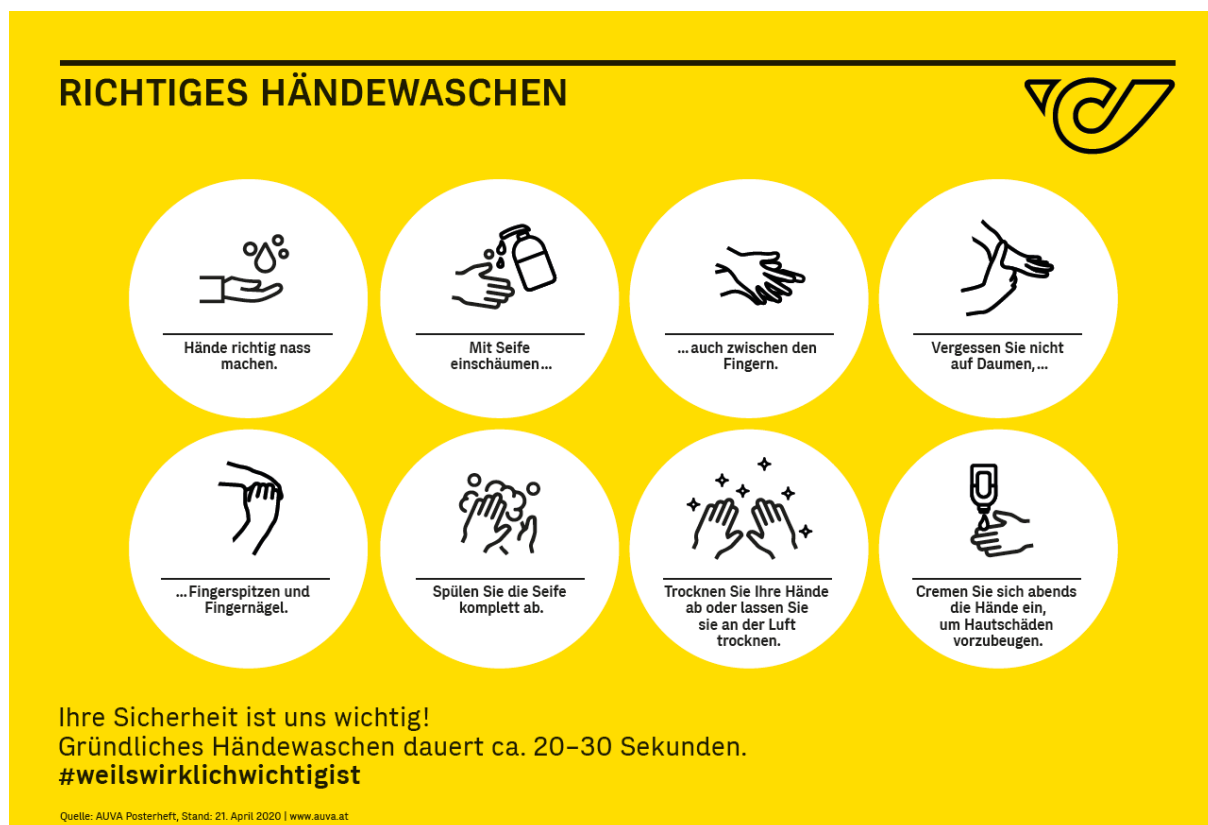 RICHTIGES HÄNDEWASCHEN
Hände richtig nass
machen.
Mit Seife
einschäumen...
...auch zwischen den
Fingern.
Vergessen Sie nicht
auf Daumen,...
...Fingerspitzen und
Fingernägel.
Spülen Sie die Seife
komplett ab.
Trocknen Sie Ihre Hände
ab oder lassen Sie
sie an der Luft
trocknen.
Cremen Sie sich abends
die Hände ein,
um Hautschäden
vorzubeugen.
Ihre Sicherheit ist uns wichtig!
Gründliches Händewaschen dauert ca. 20–30 Sekunden.
#weilswirklichwichtigist
Quelle: AUVA Posterheft, Stand: 21. April 2020 | www.auva.at